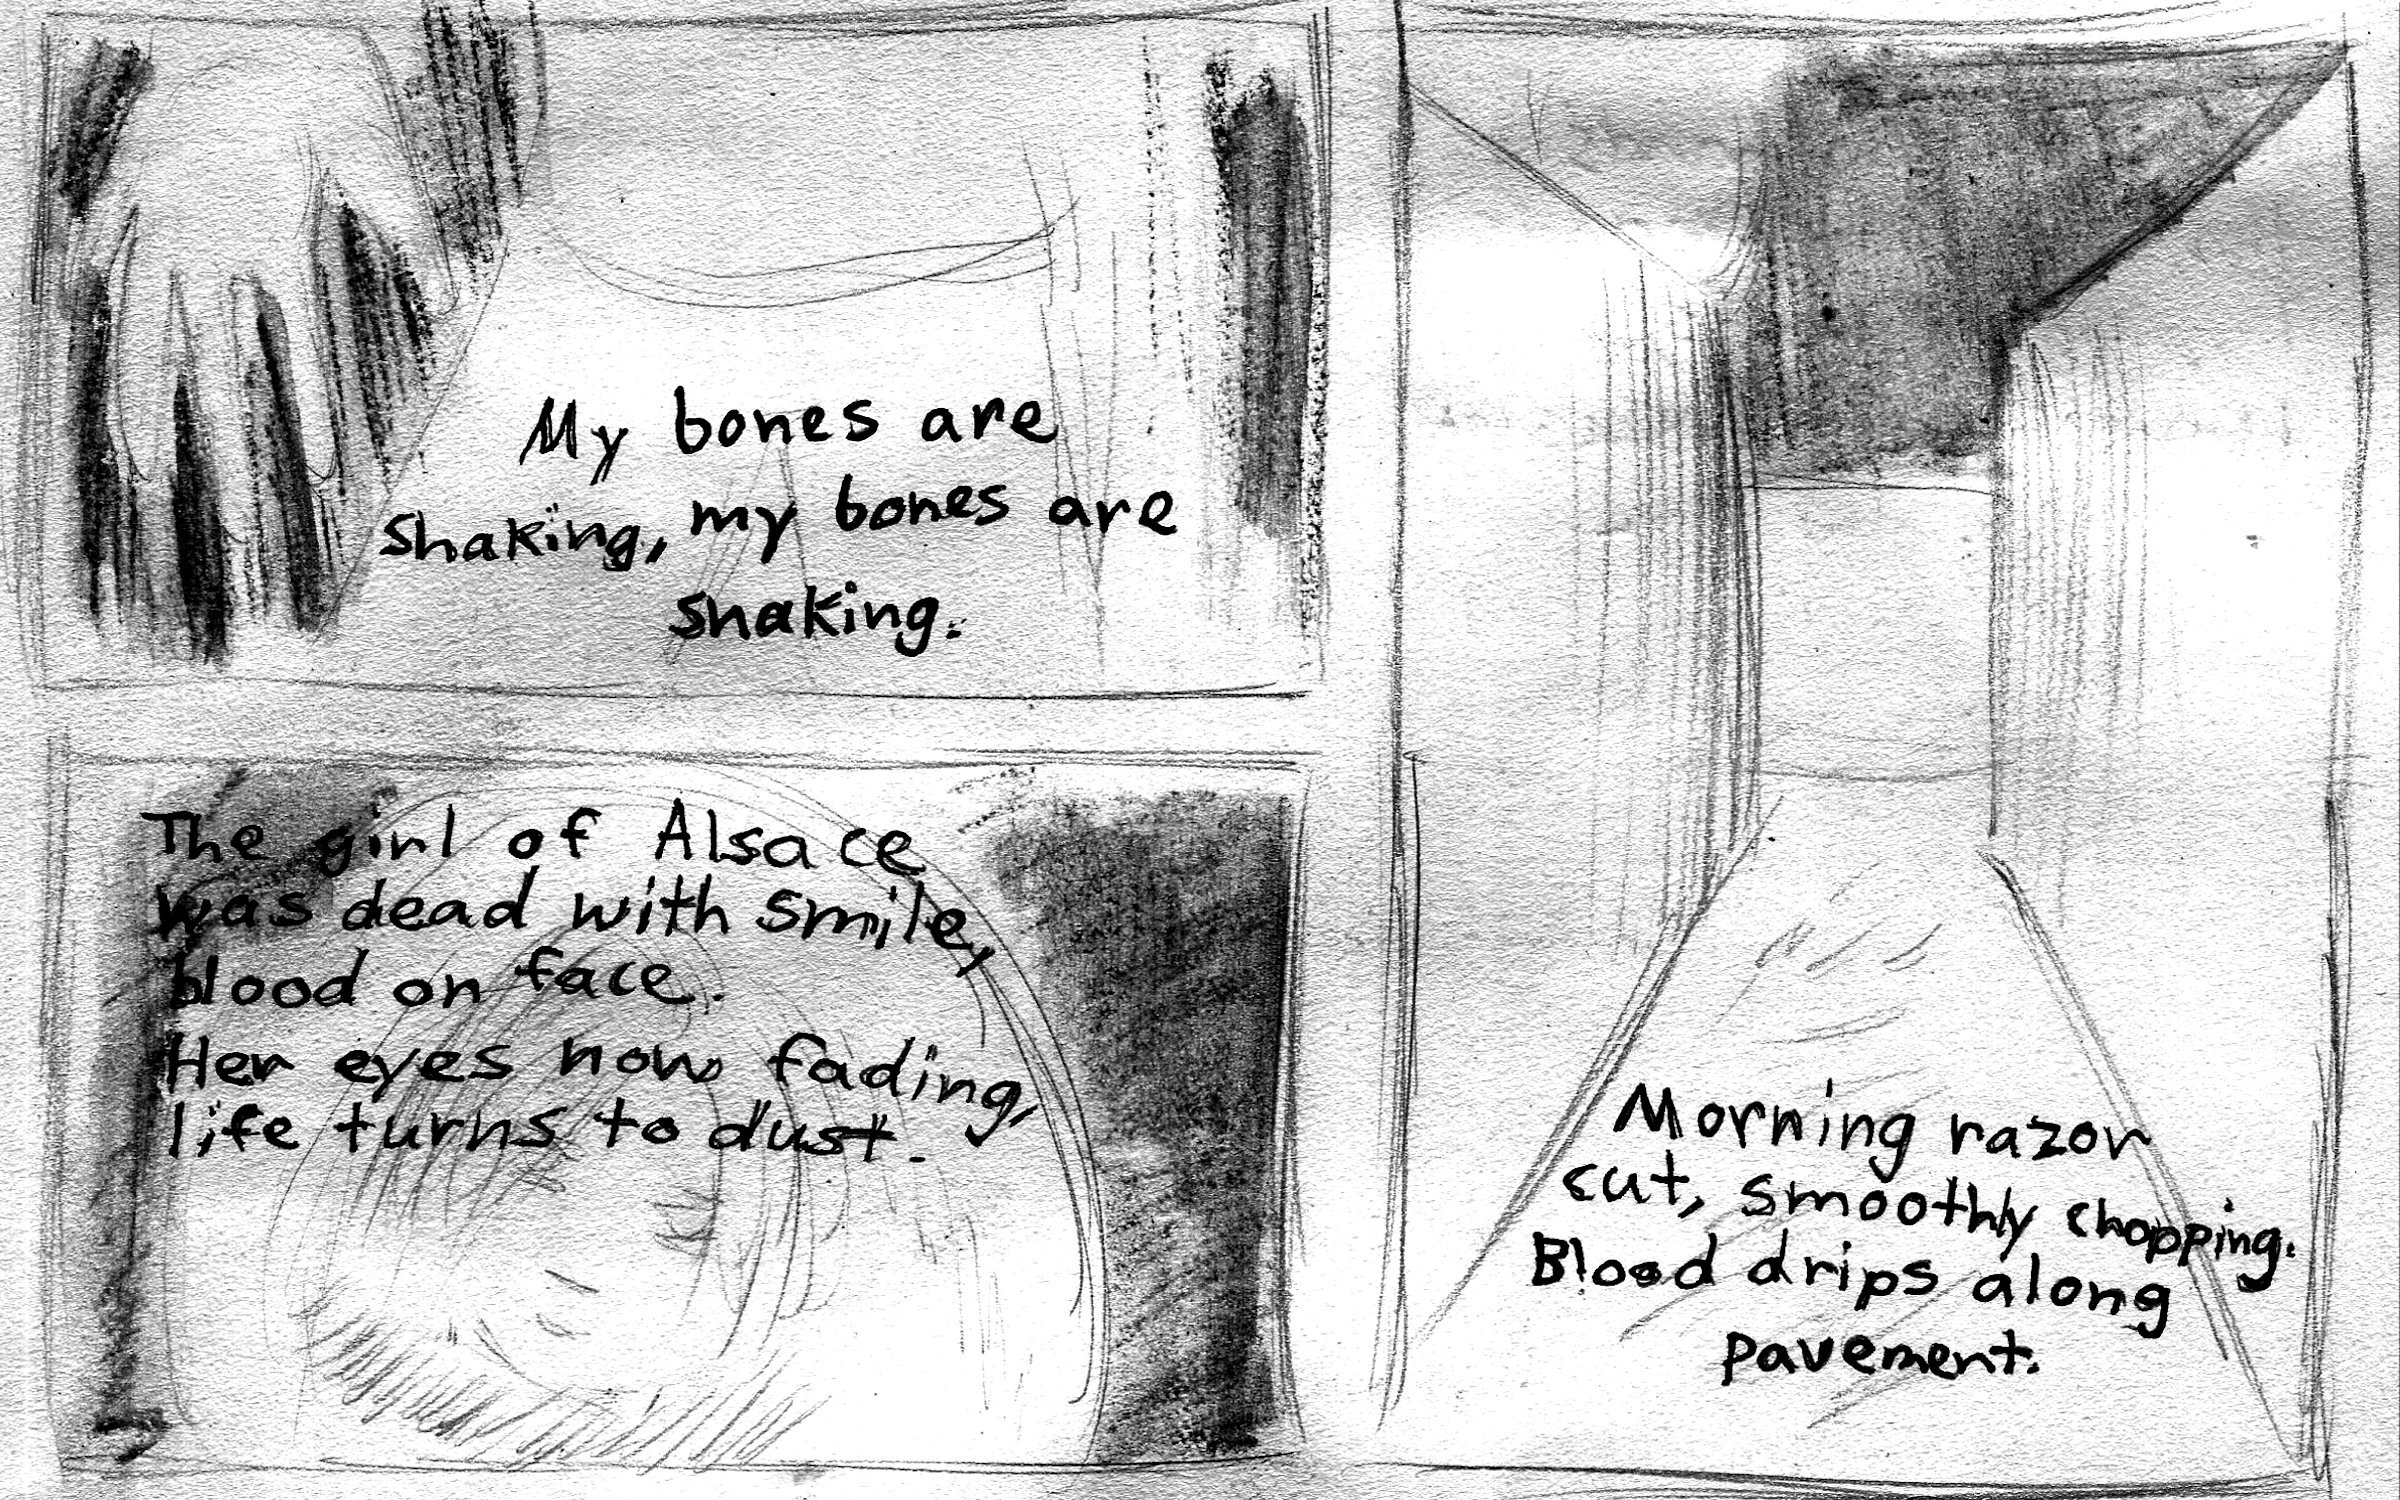 My bones are
shaking, my bones are
shaking.
The girl of Alsace
was dead with smile,
blood on face.
Her eyes now fading,
life turns to dust.
Morning razor
cut, smoothly chopping.
Blood drips along
pavement.